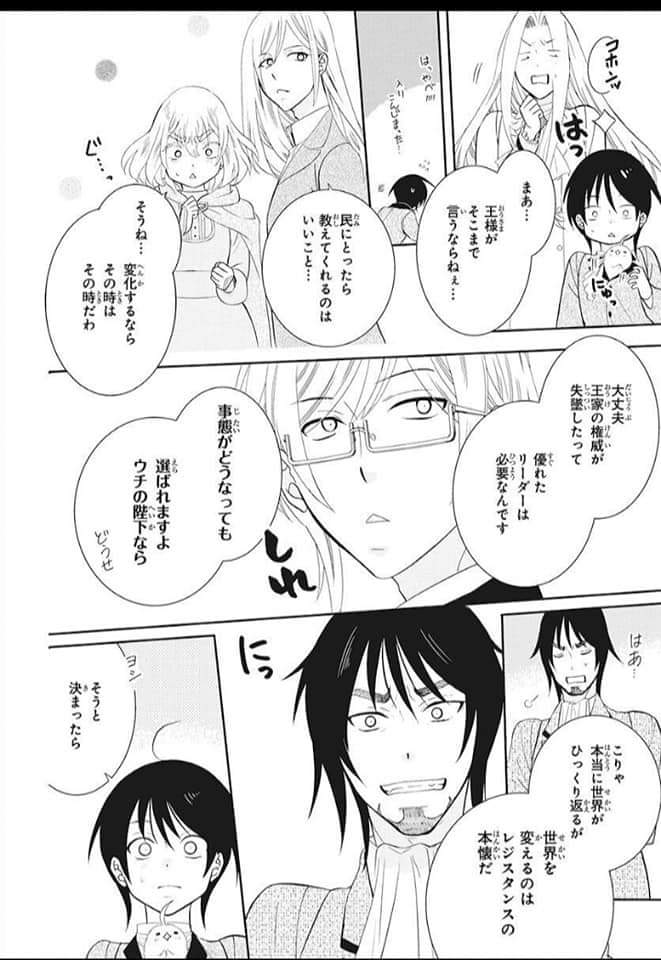 コホンッ
はっ
まあ…
王様が
そこまで
言うならねぇ…
にゅっ…
は、やべ!!!
入り
こんじまった…!
民にとったら
教えてくれるのは
いいこと…
ぐ…っ
そうね…
変化するなら
その時は
その時だわ
大丈夫
王家の権威が
失墜したって
優れた
リーダーは
必要なんです
しれっ
事態がどうなっても
選ばれますよ
ウチの陛下なら
どうせ
はあ…
こりゃ
本当に世界が
ひっくり返るが
世界を
変えるのは
レジスタンスの
本懐だ
にっ
ヨシ
そうと
決まったら